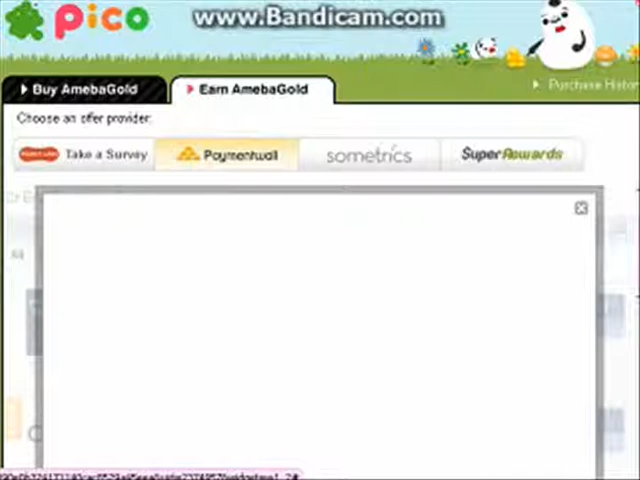 www.Bandicam.com
pico
Buy AmebaGold
Earn AmebaGold
Purchase Histor
Choose an offer provider:
Take a Survey
Paymentwall
sometrics
SuperRewards
All